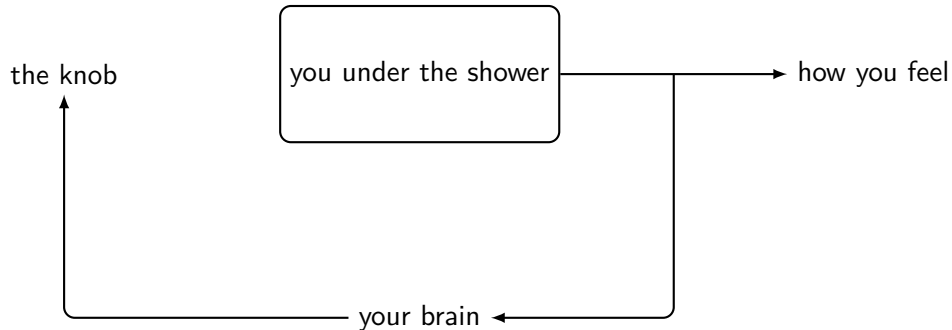 the knob
you under the shower
how you feel
your brain